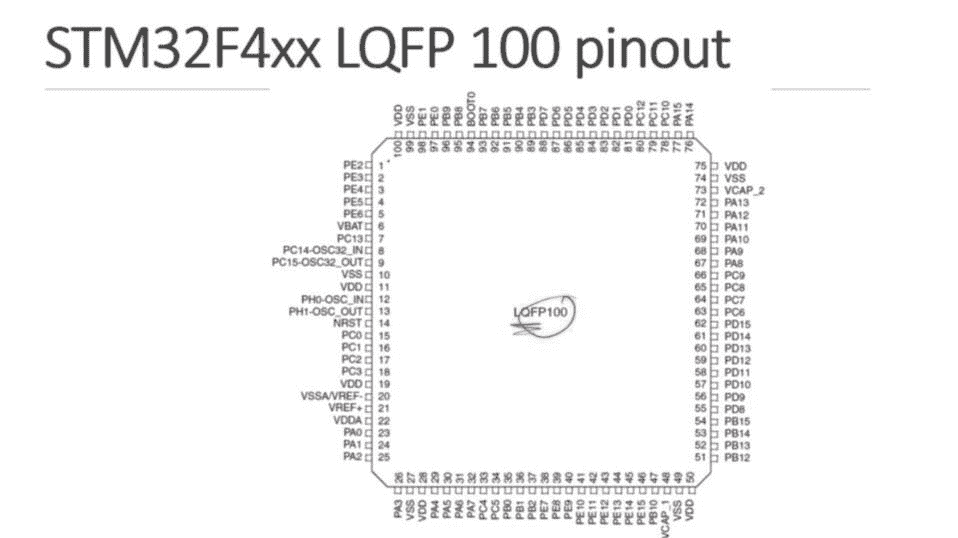 STM32F4xx LQFP 100 pinout
VDD VSS PE1 PE0 PB9 PB8 BOOT0 PB7 PB6 PB5 PB4 PB3 PD7 PD6 PD5 PD4 PD3 PD2 PD1 PD0 PC12 PC11 PC10 PA15 PA14
100 99 98 97 96 95 94 93 92 91 90 89 88 87 86 85 84 83 82 81 80 79 78 77 76
PE2 1
PE3 2
PE4 3
PE5 4
PE6 5
VBAT 6
PC13 7
PC14-OSC32_IN 8
PC15-OSC32_OUT 9
VSS 10
VDD 11
PH0-OSC_IN 12
PH1-OSC_OUT 13
NRST 14
PC0 15
PC1 16
PC2 17
PC3 18
VDD 19
VSSA/VREF- 20
VREF+ 21
VDDA 22
PA0 23
PA1 24
PA2 25
LQFP100
75 VDD
74 VSS
73 VCAP_2
72 PA13
71 PA12
70 PA11
69 PA10
68 PA9
67 PA8
66 PC9
65 PC8
64 PC7
63 PC6
62 PD15
61 PD14
60 PD13
59 PD12
58 PD11
57 PD10
56 PD9
55 PD8
54 PB15
53 PB14
52 PB13
51 PB12
26 27 28 29 30 31 32 33 34 35 36 37 38 39 40 41 42 43 44 45 46 47 48 49 50
PA3 VSS VDD PA4 PA5 PA6 PA7 PC4 PC5 PB0 PB1 PB2 PE7 PE8 PE9 PE10 PE11 PE12 PE13 PE14 PE15 PB10 VCAP_1 VSS VDD